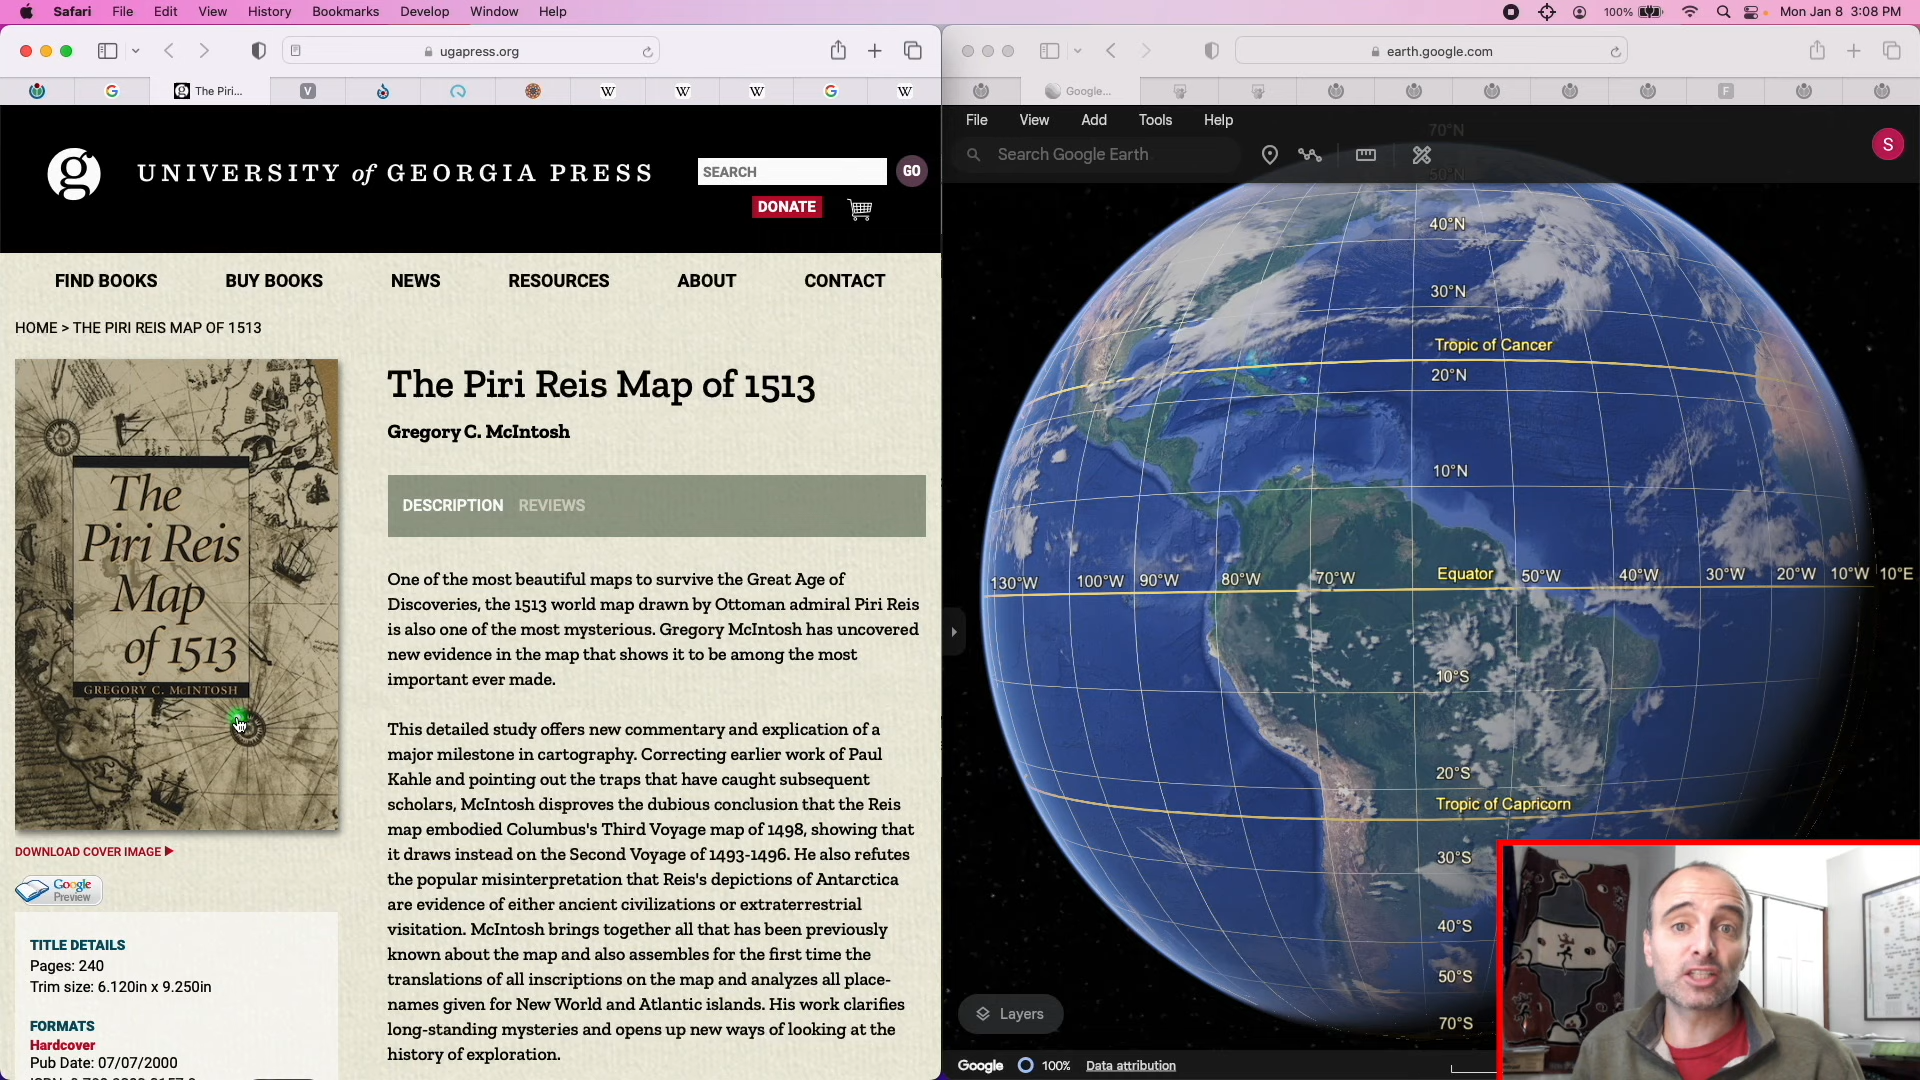 Safari File Edit View History Bookmarks Develop Window Help
100%
Mon Jan 8 3:08 PM
ugapress.org
The Piri...
V
W
W
W
W
g
UNIVERSITY of GEORGIA PRESS
SEARCH
GO
DONATE
FIND BOOKS BUY BOOKS NEWS RESOURCES ABOUT CONTACT
HOME > THE PIRI REIS MAP OF 1513
The
Piri Reis
Map
of 1513
GREGORY C. McINTOSH
DOWNLOAD COVER IMAGE
Google
Preview
TITLE DETAILS
Pages: 240
Trim size: 6.120in x 9.250in
FORMATS
Hardcover
Pub Date: 07/07/2000
The Piri Reis Map of 1513
Gregory C. McIntosh
DESCRIPTION REVIEWS
One of the most beautiful maps to survive the Great Age of
Discoveries, the 1513 world map drawn by Ottoman admiral Piri Reis
is also one of the most mysterious. Gregory McIntosh has uncovered
new evidence in the map that shows it to be among the most
important ever made.
This detailed study offers new commentary and explication of a
major milestone in cartography. Correcting earlier work of Paul
Kahle and pointing out the traps that have caught subsequent
scholars, McIntosh disproves the dubious conclusion that the Reis
map embodied Columbus's Third Voyage map of 1498, showing that
it draws instead on the Second Voyage of 1493-1496. He also refutes
the popular misinterpretation that Reis's depictions of Antarctica
are evidence of either ancient civilizations or extraterrestrial
visitation. McIntosh brings together all that has been previously
known about the map and also assembles for the first time the
translations of all inscriptions on the map and analyzes all place-
names given for New World and Atlantic islands. His work clarifies
long-standing mysteries and opens up new ways of looking at the
history of exploration.
earth.google.com
Google...
F
File View Add Tools Help
Search Google Earth
S
70°N
50°N
40°N
30°N
Tropic of Cancer
20°N
10°N
130°W 100°W 90°W 80°W 70°W Equator 50°W 40°W 30°W 20°W 10°W 10°E
10°S
20°S
Tropic of Capricorn
30°S
40°S
50°S
70°S
Layers
Google 100% Data attribution